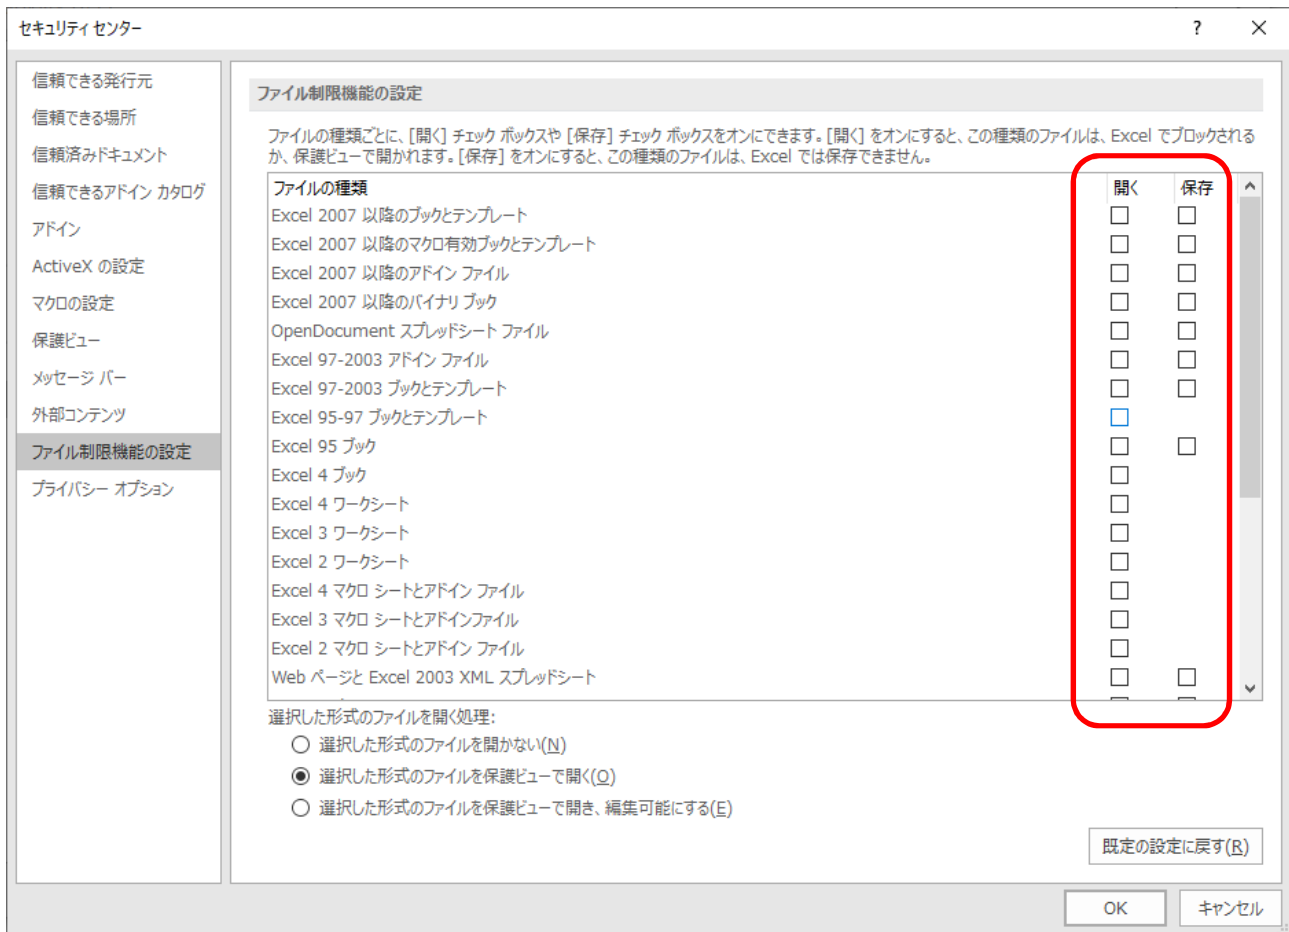 セキュリティ センター
?
信頼できる発行元
信頼できる場所
信頼済みドキュメント
信頼できるアドイン カタログ
アドイン
ActiveX の設定
マクロの設定
保護ビュー
メッセージ バー
外部コンテンツ
ファイル制限機能の設定
プライバシー オプション
ファイル制限機能の設定
ファイルの種類ごとに、[開く] チェック ボックスや [保存] チェック ボックスをオンにできます。[開く] をオンにすると、この種類のファイルは、Excel でブロックされる
か、保護ビューで開かれます。[保存] をオンにすると、この種類のファイルは、Excel では保存できません。
ファイルの種類 開く 保存
Excel 2007 以降のブックとテンプレート
Excel 2007 以降のマクロ有効ブックとテンプレート
Excel 2007 以降のアドイン ファイル
Excel 2007 以降のバイナリ ブック
OpenDocument スプレッドシート ファイル
Excel 97-2003 アドイン ファイル
Excel 97-2003 ブックとテンプレート
Excel 95-97 ブックとテンプレート
Excel 95 ブック
Excel 4 ブック
Excel 4 ワークシート
Excel 3 ワークシート
Excel 2 ワークシート
Excel 4 マクロ シートとアドイン ファイル
Excel 3 マクロ シートとアドインファイル
Excel 2 マクロ シートとアドイン ファイル
Web ページと Excel 2003 XML スプレッドシート
選択した形式のファイルを開く処理:
選択した形式のファイルを開かない(N)
選択した形式のファイルを保護ビューで開く(O)
選択した形式のファイルを保護ビューで開き、編集可能にする(E)
既定の設定に戻す(R)
OK キャンセル